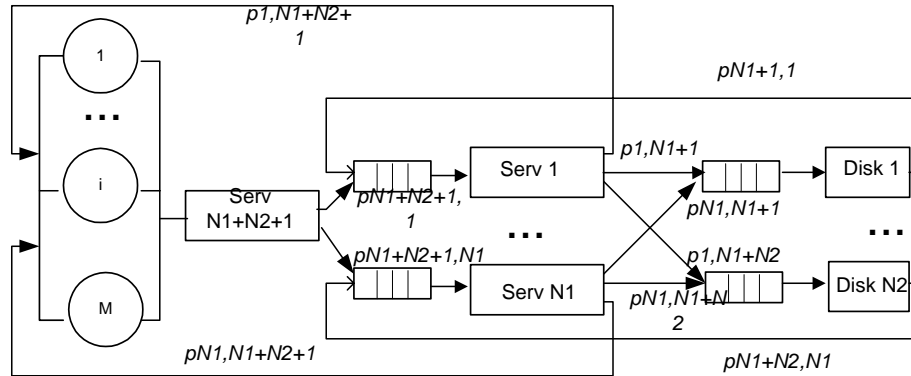 p1,N1+N2+
1
1
pN1+1,1
...
p1,N1+1
Serv 1
Disk 1
i
pN1+N2+1,
1
pN1,N1+1
Serv
N1+N2+1
...
...
pN1+N2+1,N1
p1,N1+N2
M
Serv N1
pN1,N1+N
2
Disk N2
pN1,N1+N2+1
pN1+N2,N1